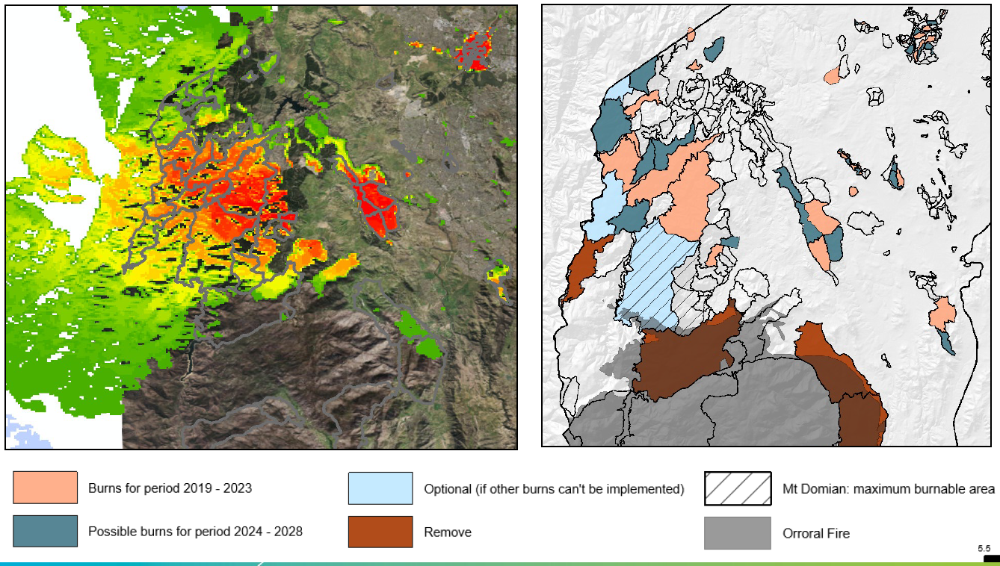 Burns for period 2019 - 2023
Optional (if other burns can't be implemented)
Mt Domian: maximum burnable area
Possible burns for period 2024 - 2028
Remove
Orroral Fire
5.5